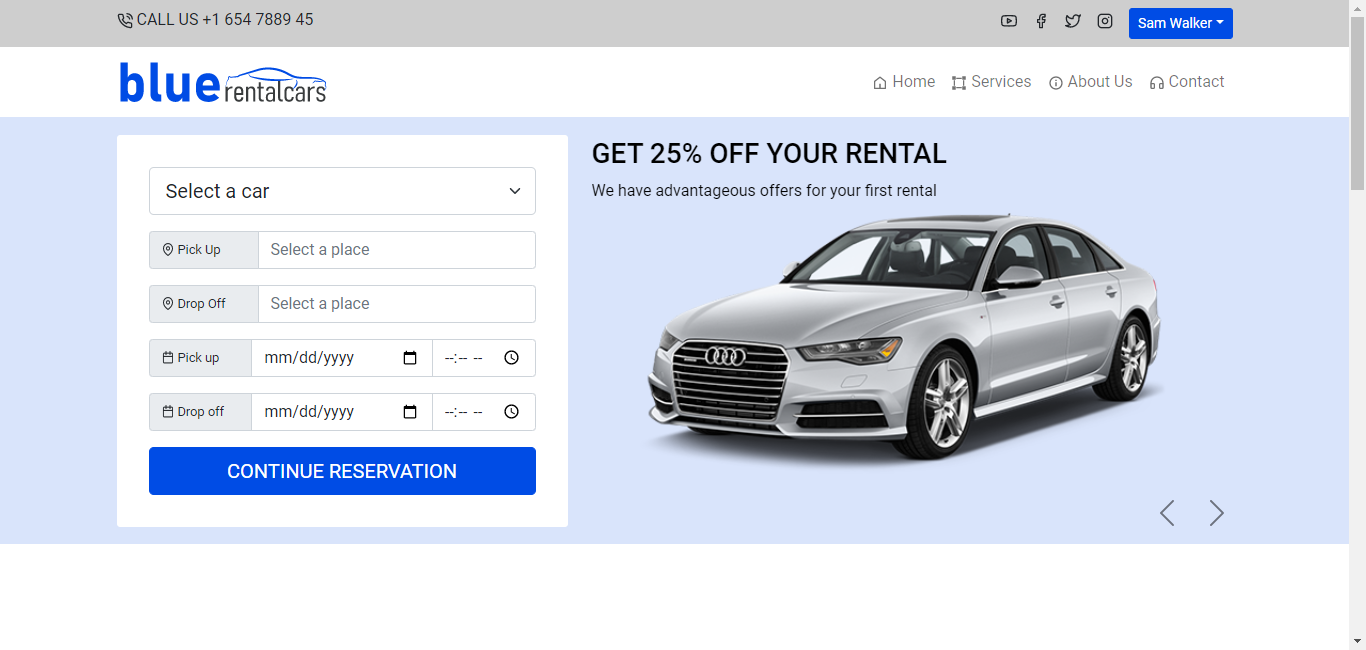 CALL US +1 654 7889 45
Sam Walker
blue rentalcars
Home Services About Us Contact
Select a car
Pick Up Select a place
Drop Off Select a place
Pick up mm/dd/yyyy --:-- --
Drop off mm/dd/yyyy --:-- --
CONTINUE RESERVATION
GET 25% OFF YOUR RENTAL
We have advantageous offers for your first rental